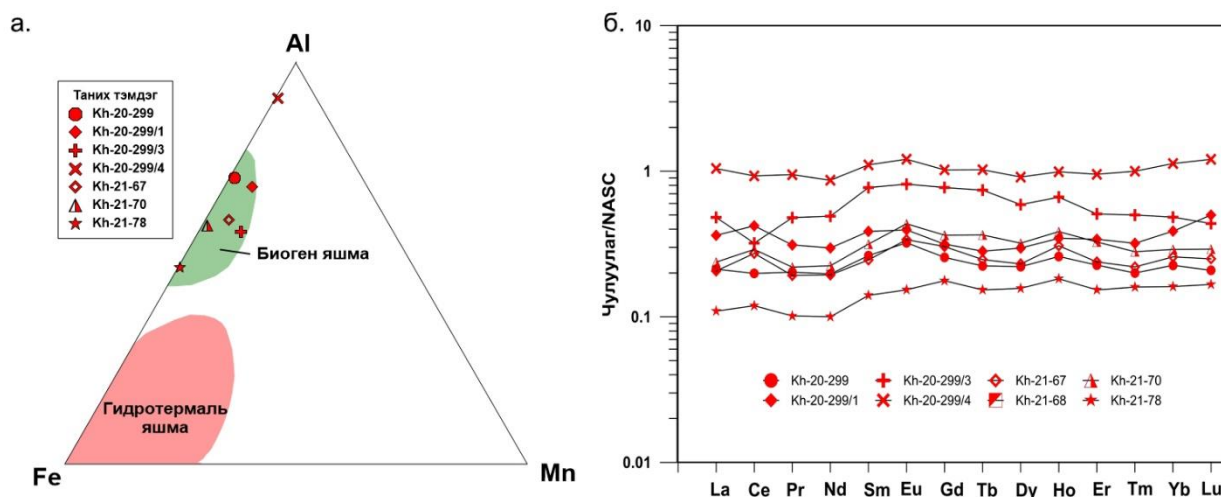 а.
Al
Таних тэмдэг
Kh-20-299
Kh-20-299/1
Kh-20-299/3
Kh-20-299/4
Kh-21-67
Kh-21-70
Kh-21-78
Биоген яшма
Гидротермаль
яшма
Fe
Mn
б.
Чулуулаг/NASC
10
1
0.1
0.01
Kh-20-299
Kh-20-299/3
Kh-21-67
Kh-21-70
Kh-20-299/1
Kh-20-299/4
Kh-21-68
Kh-21-78
La Ce Pr Nd Sm Eu Gd Tb Dy Ho Er Tm Yb Lu